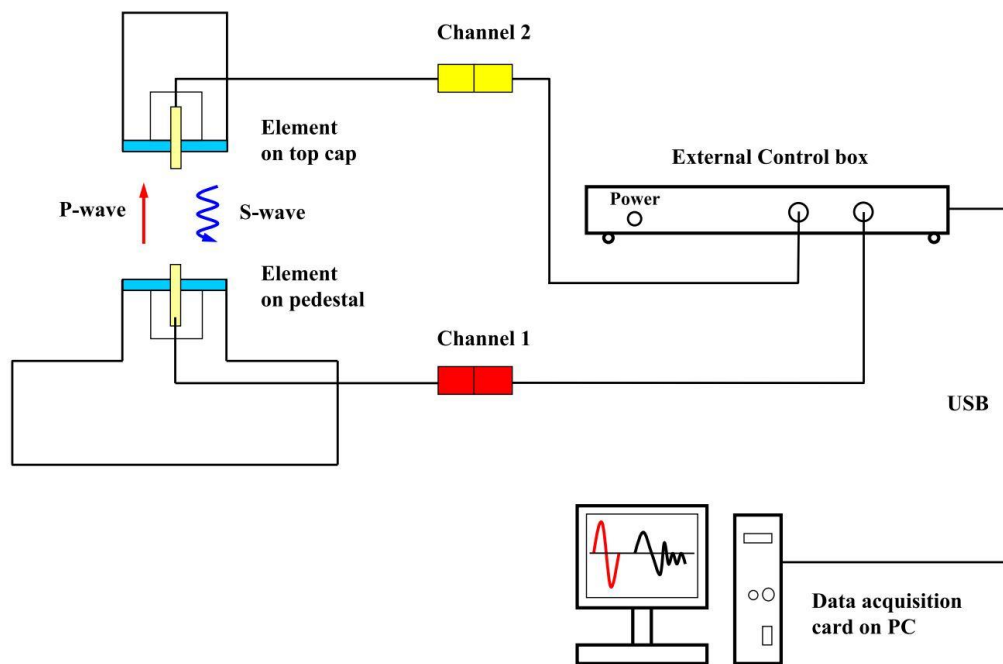 Channel 2
Element
on top cap
External Control box
Power
P-wave
S-wave
Element
on pedestal
Channel 1
USB
Data acquisition
card on PC